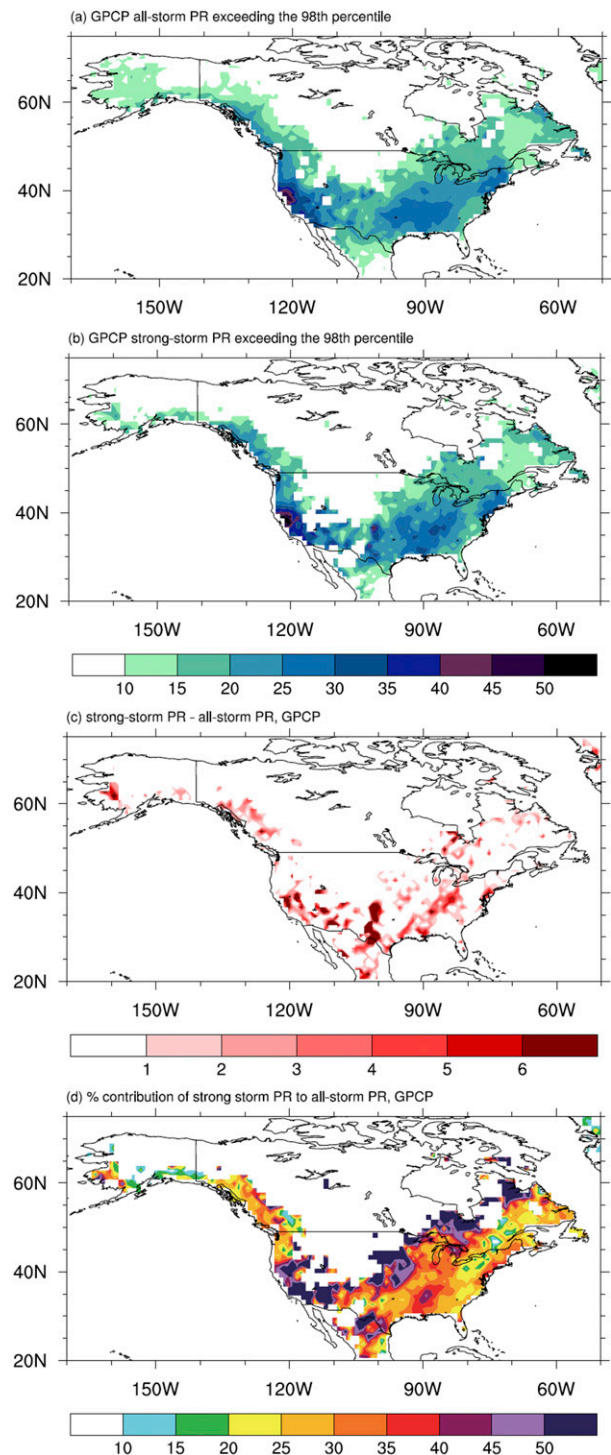 (a) GPCP all-storm PR exceeding the 98th percentile
60N
40N
20N
150W 120W 90W 60W
(b) GPCP strong-storm PR exceeding the 98th percentile
60N
40N
20N
150W 120W 90W 60W
10 15 20 25 30 35 40 45 50
(c) strong-storm PR - all-storm PR, GPCP
60N
40N
20N
150W 120W 90W 60W
1 2 3 4 5 6
(d) % contribution of strong storm PR to all-storm PR, GPCP
60N
40N
20N
150W 120W 90W 60W
10 15 20 25 30 35 40 45 50